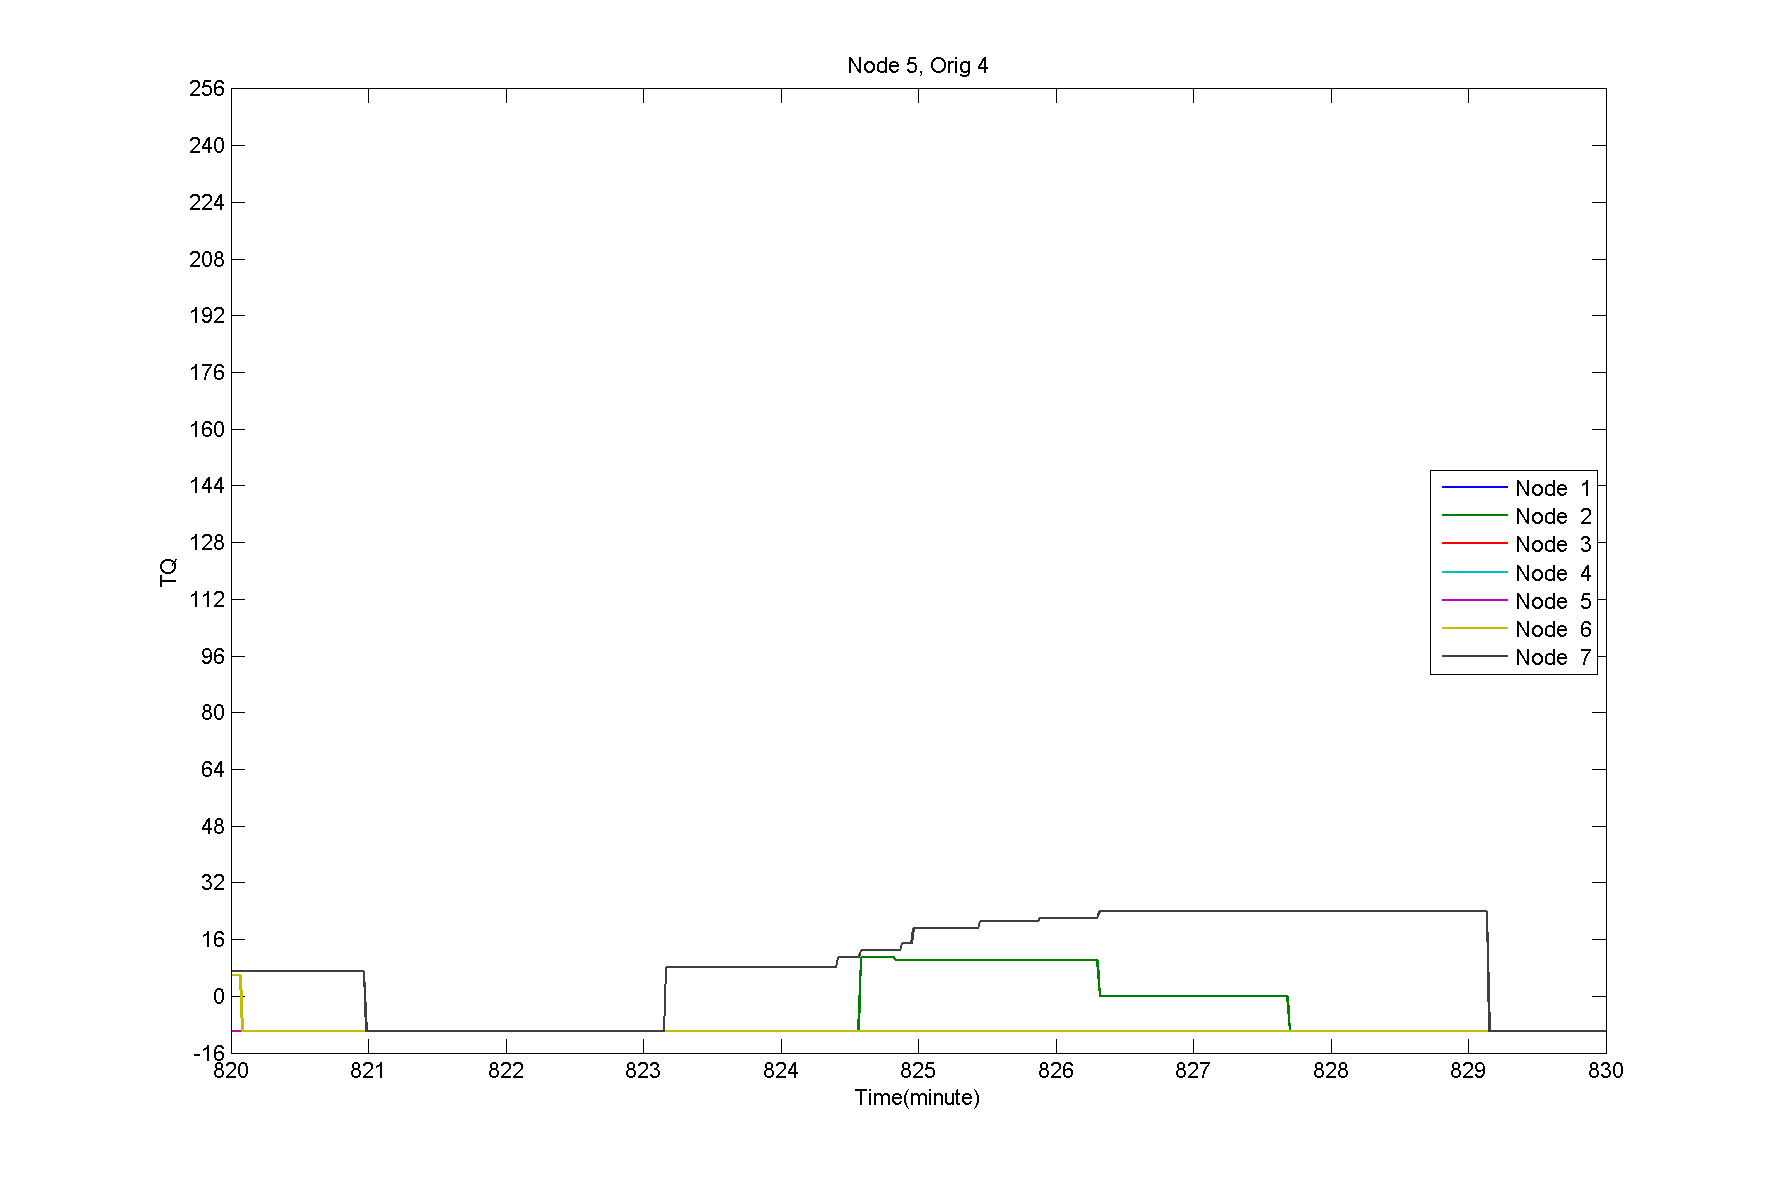 Node 5, Orig 4
256
240
224
208
192
176
160
144
128
112
96
80
64
48
32
16
0
-16
TQ
Node 1
Node 2
Node 3
Node 4
Node 5
Node 6
Node 7
820 821 822 823 824 825 826 827 828 829 830
Time(minute)